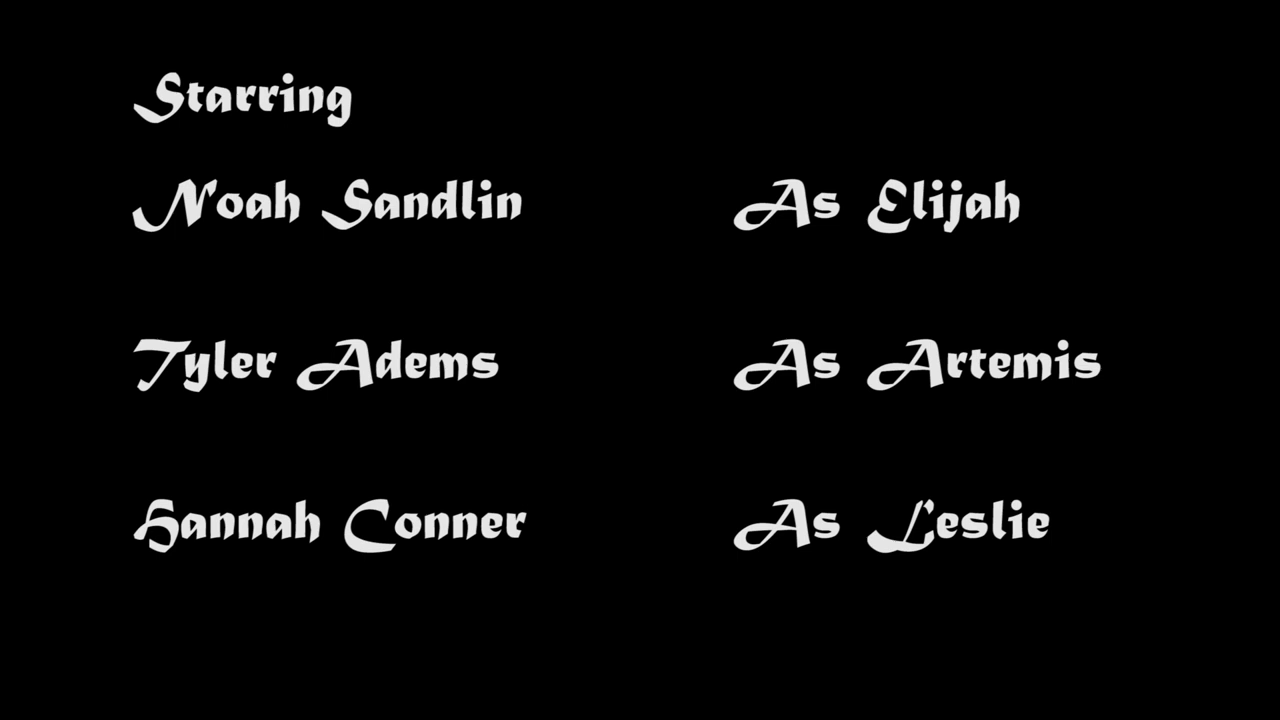 Starring
Noah Sandlin As Elijah
Tyler Adems As Artemis
Hannah Conner As Leslie